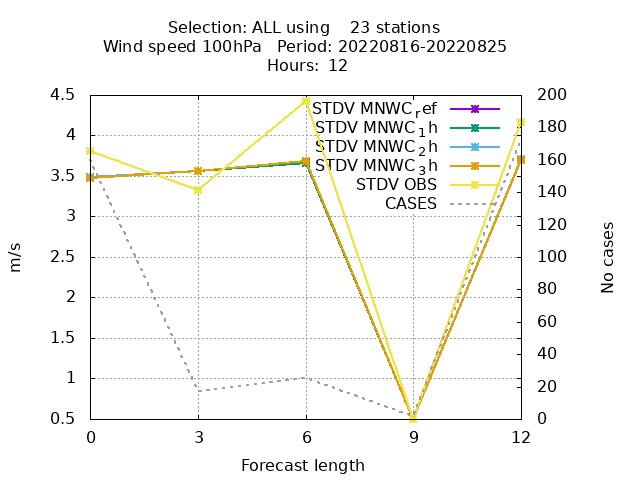 Selection: ALL using    23 stations
Wind speed 100hPa   Period: 20220816-20220825
Hours:  12
4.5
4
3.5
3
2.5
2
1.5
1
0.5
200
180
160
140
120
100
80
60
40
20
0
STDV MNWC_ref
STDV MNWC_1h
STDV MNWC_2h
STDV MNWC_3h
STDV OBS
CASES
m/s
No cases
0 3 6 9 12
Forecast length